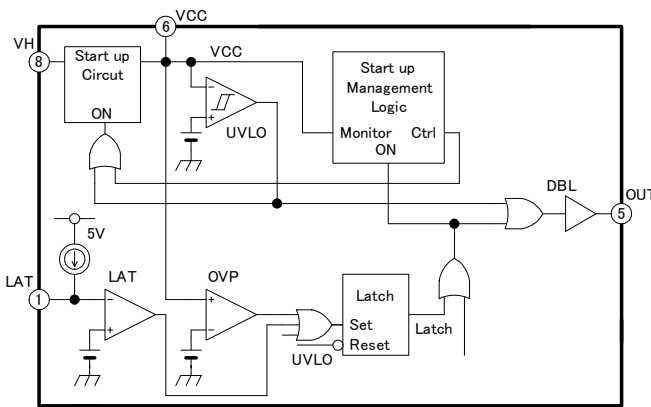 VCC
6
VH
8
Start up
Circut
ON
VCC
UVLO
Start up
Management
Logic
Monitor Ctrl
ON
DBL
OUT
5
5V
LAT
1
LAT
OVP
Latch
Set
Reset
UVLO
Latch